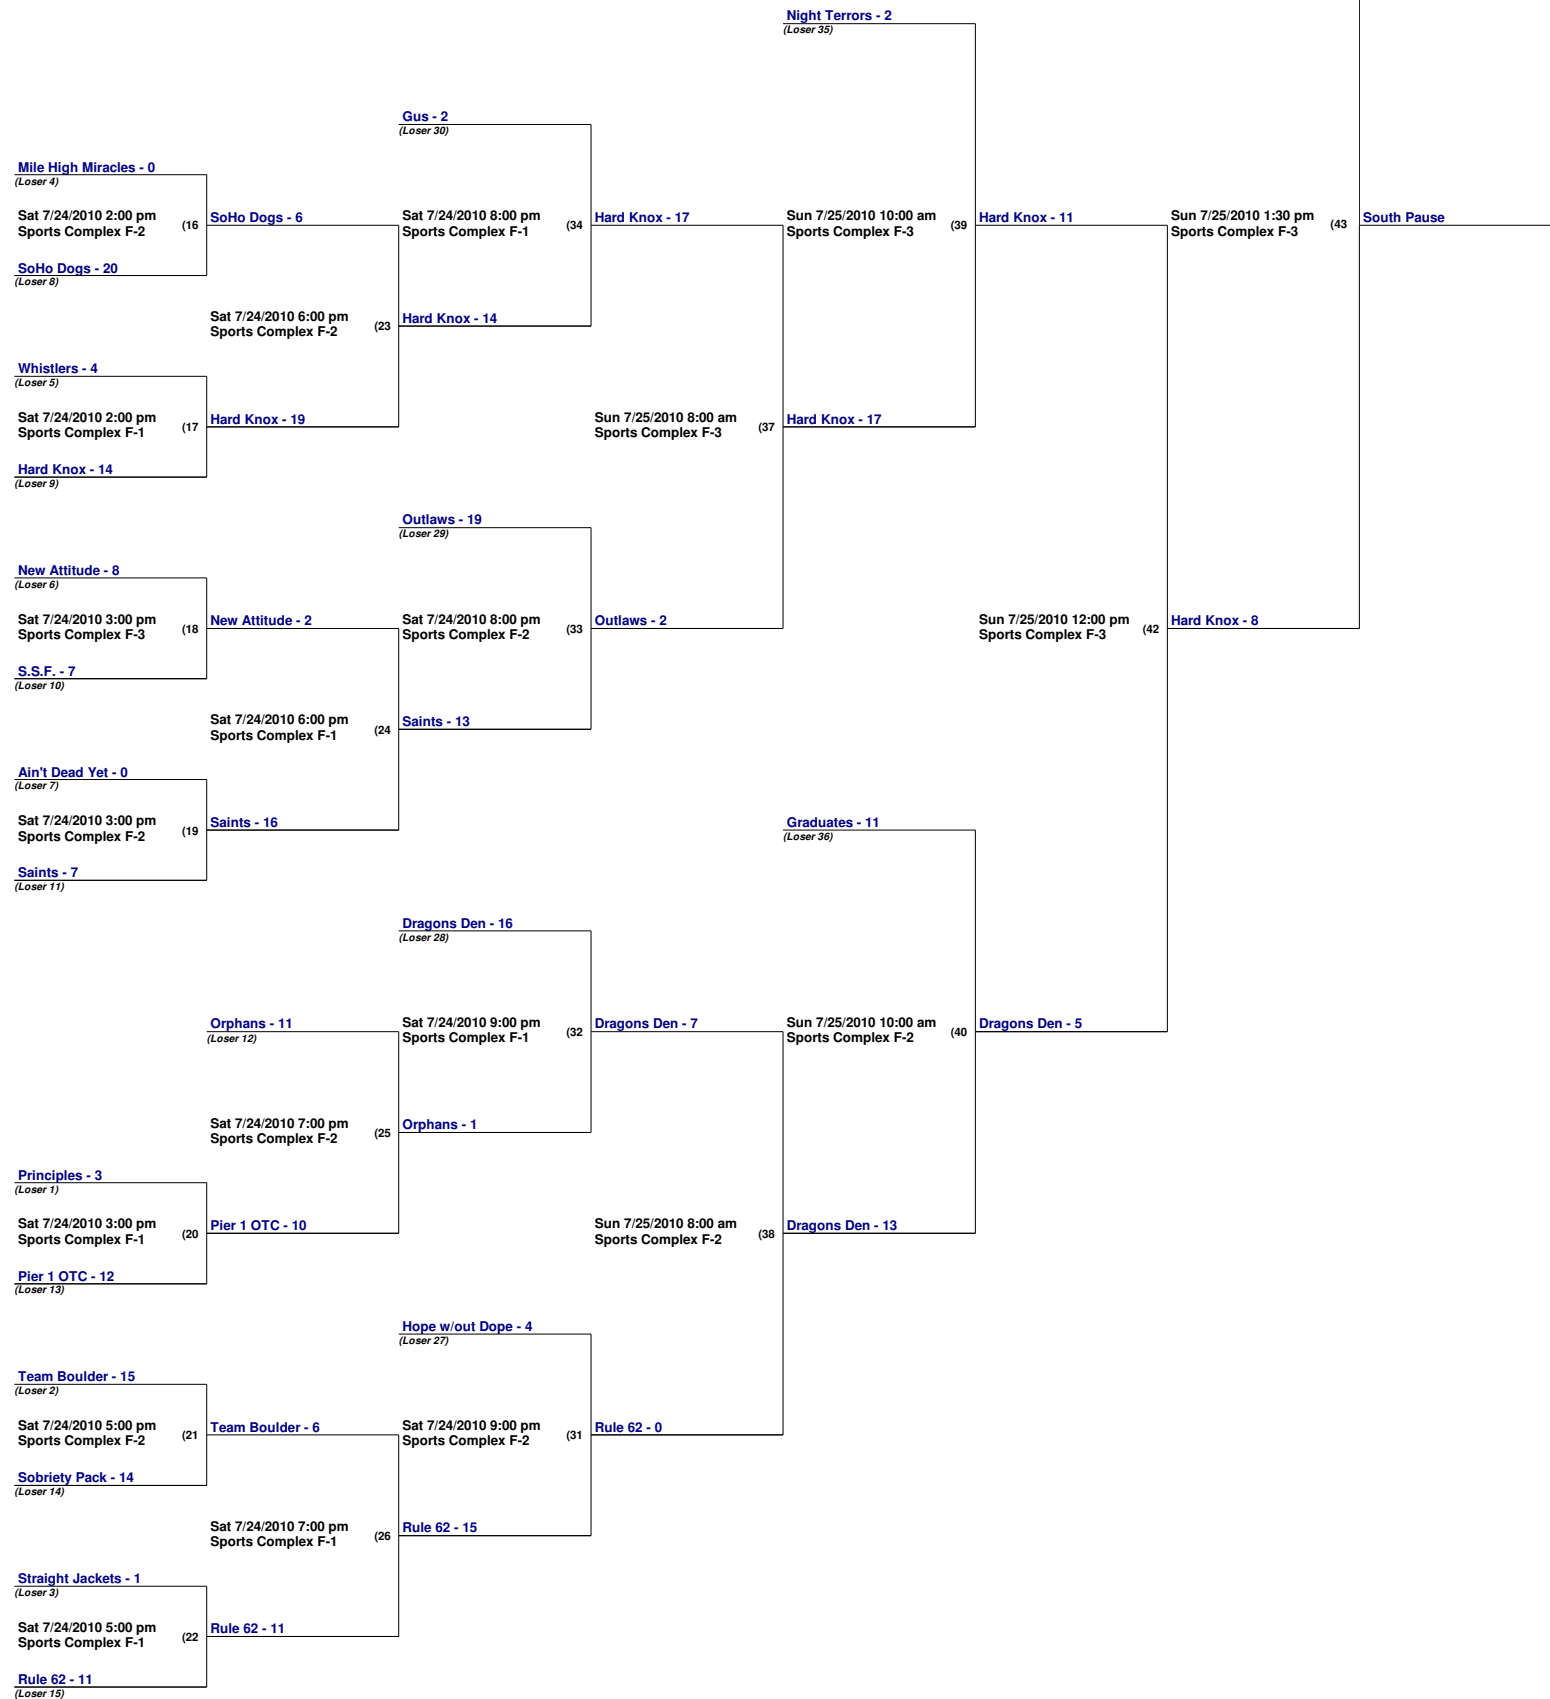 Night Terrors - 2
(Loser 35)
Gus - 2
(Loser 30)
Mile High Miracles - 0
(Loser 4)
Sat 7/24/2010 2:00 pm
Sports Complex F-2
(16
SoHo Dogs - 6
Sat 7/24/2010 8:00 pm
Sports Complex F-1
(34
Hard Knox - 17
Sun 7/25/2010 10:00 am
Sports Complex F-3
(39
Hard Knox - 11
Sun 7/25/2010 1:30 pm
Sports Complex F-3
(43
South Pause
SoHo Dogs - 20
(Loser 8)
Sat 7/24/2010 6:00 pm
Sports Complex F-2
(23
Hard Knox - 14
Whistlers - 4
(Loser 5)
Sat 7/24/2010 2:00 pm
Sports Complex F-1
(17
Hard Knox - 19
Sun 7/25/2010 8:00 am
Sports Complex F-3
(37
Hard Knox - 17
Hard Knox - 14
(Loser 9)
Outlaws - 19
(Loser 29)
New Attitude - 8
(Loser 6)
Sat 7/24/2010 3:00 pm
Sports Complex F-3
(18
New Attitude - 2
Sat 7/24/2010 8:00 pm
Sports Complex F-2
(33
Outlaws - 2
Sun 7/25/2010 12:00 pm
Sports Complex F-3
(42
Hard Knox - 8
S.S.F. - 7
(Loser 10)
Sat 7/24/2010 6:00 pm
Sports Complex F-1
(24
Saints - 13
Ain't Dead Yet - 0
(Loser 7)
Sat 7/24/2010 3:00 pm
Sports Complex F-2
(19
Saints - 16
Graduates - 11
(Loser 36)
Saints - 7
(Loser 11)
Dragons Den - 16
(Loser 28)
Orphans - 11
(Loser 12)
Sat 7/24/2010 9:00 pm
Sports Complex F-1
(32
Dragons Den - 7
Sun 7/25/2010 10:00 am
Sports Complex F-2
(40
Dragons Den - 5
Sat 7/24/2010 7:00 pm
Sports Complex F-2
(25
Orphans - 1
Principles - 3
(Loser 1)
Sat 7/24/2010 3:00 pm
Sports Complex F-1
(20
Pier 1 OTC - 10
Sun 7/25/2010 8:00 am
Sports Complex F-2
(38
Dragons Den - 13
Pier 1 OTC - 12
(Loser 13)
Hope w/out Dope - 4
(Loser 27)
Team Boulder - 15
(Loser 2)
Sat 7/24/2010 5:00 pm
Sports Complex F-2
(21
Team Boulder - 6
Sat 7/24/2010 9:00 pm
Sports Complex F-2
(31
Rule 62 - 0
Sobriety Pack - 14
(Loser 14)
Sat 7/24/2010 7:00 pm
Sports Complex F-1
(26
Rule 62 - 15
Straight Jackets - 1
(Loser 3)
Sat 7/24/2010 5:00 pm
Sports Complex F-1
(22
Rule 62 - 11
Rule 62 - 11
(Loser 15)